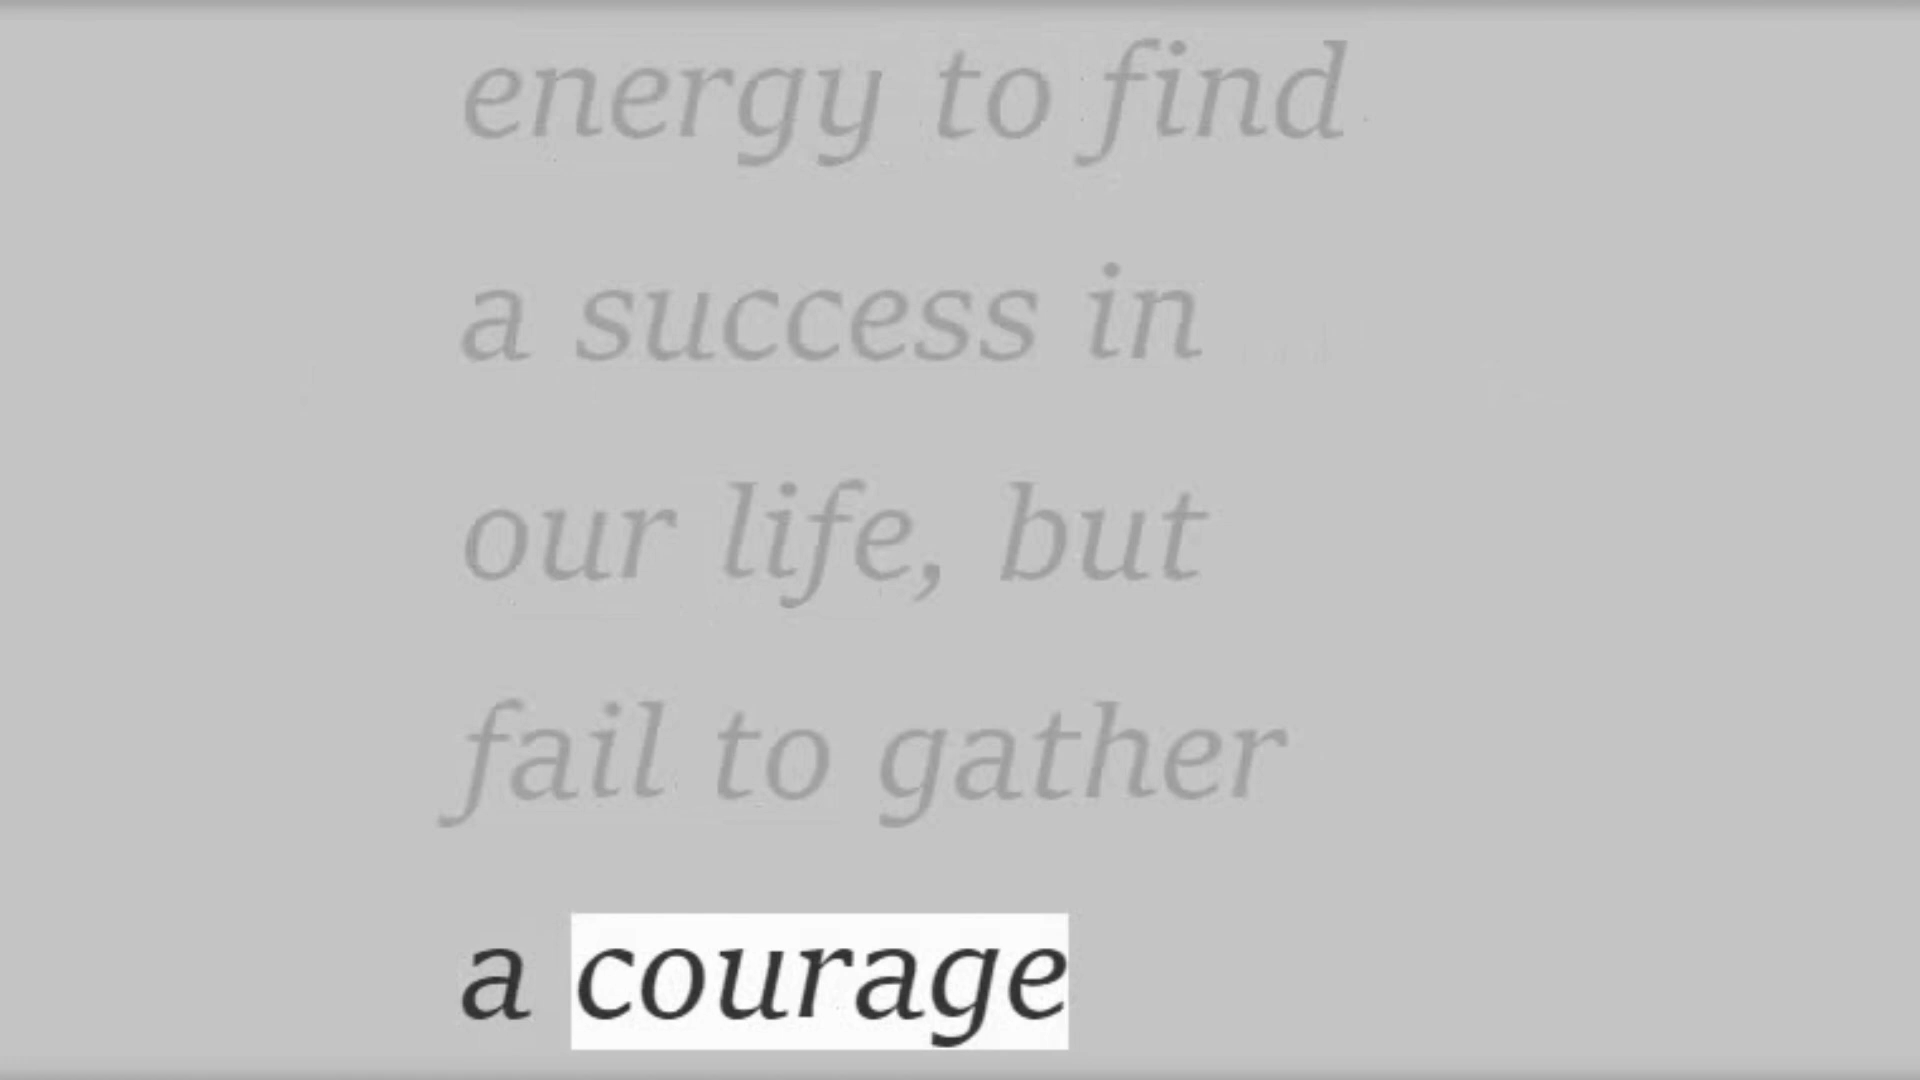 energy to find
a success in
our life, but
fail to gather
a courage